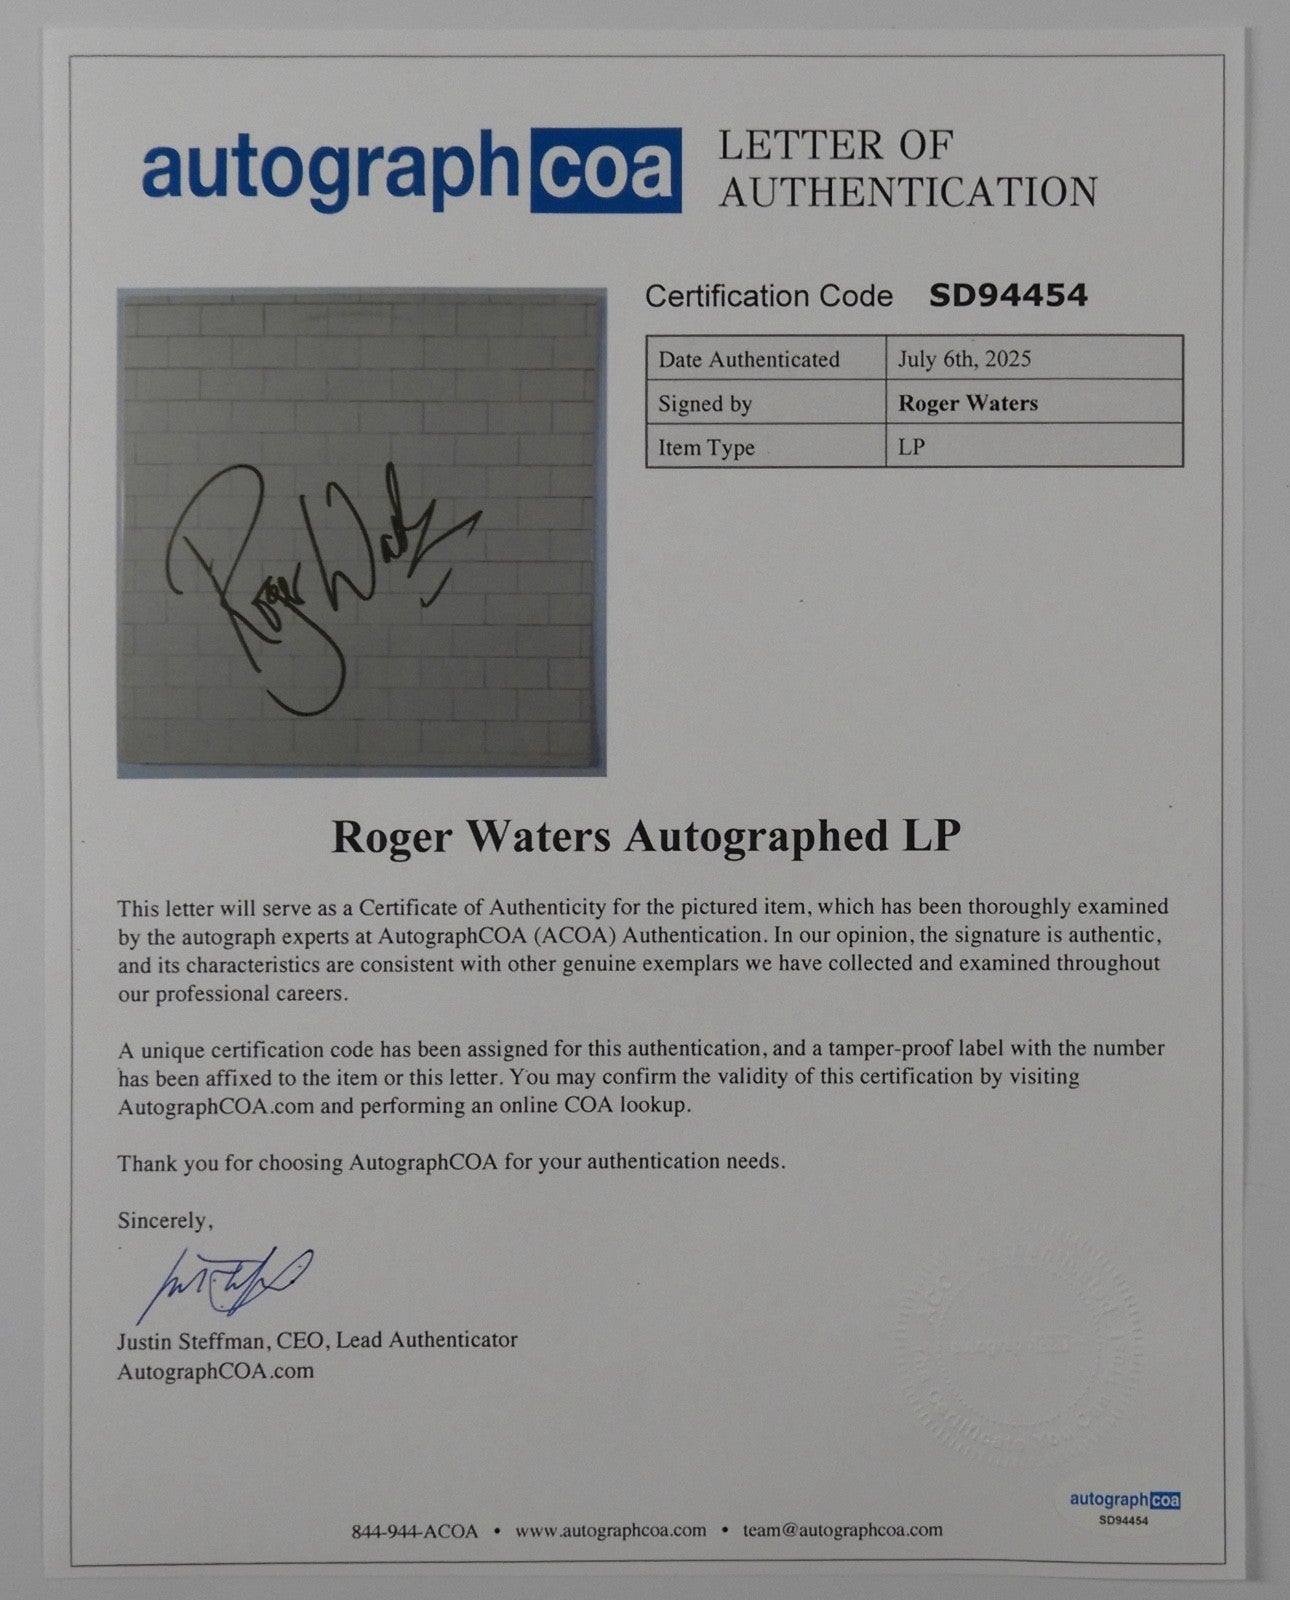 autographcoa
LETTER OF
AUTHENTICATION
Certification Code SD94454
Date Authenticated July 6th, 2025
Signed by Roger Waters
Item Type LP
Roger Waters
Roger Waters Autographed LP
This letter will serve as a Certificate of Authenticity for the pictured item, which has been thoroughly examined
by the autograph experts at AutographCOA (ACOA) Authentication. In our opinion, the signature is authentic,
and its characteristics are consistent with other genuine exemplars we have collected and examined throughout
our professional careers.
A unique certification code has been assigned for this authentication, and a tamper-proof label with the number
has been affixed to the item or this letter. You may confirm the validity of this certification by visiting
AutographCOA.com and performing an online COA lookup.
Thank you for choosing AutographCOA for your authentication needs.
Sincerely,
Justin Steffman, CEO, Lead Authenticator
AutographCOA.com
autographcoa
SD94454
844-944-ACOA • www.autographcoa.com • team@autographcoa.com